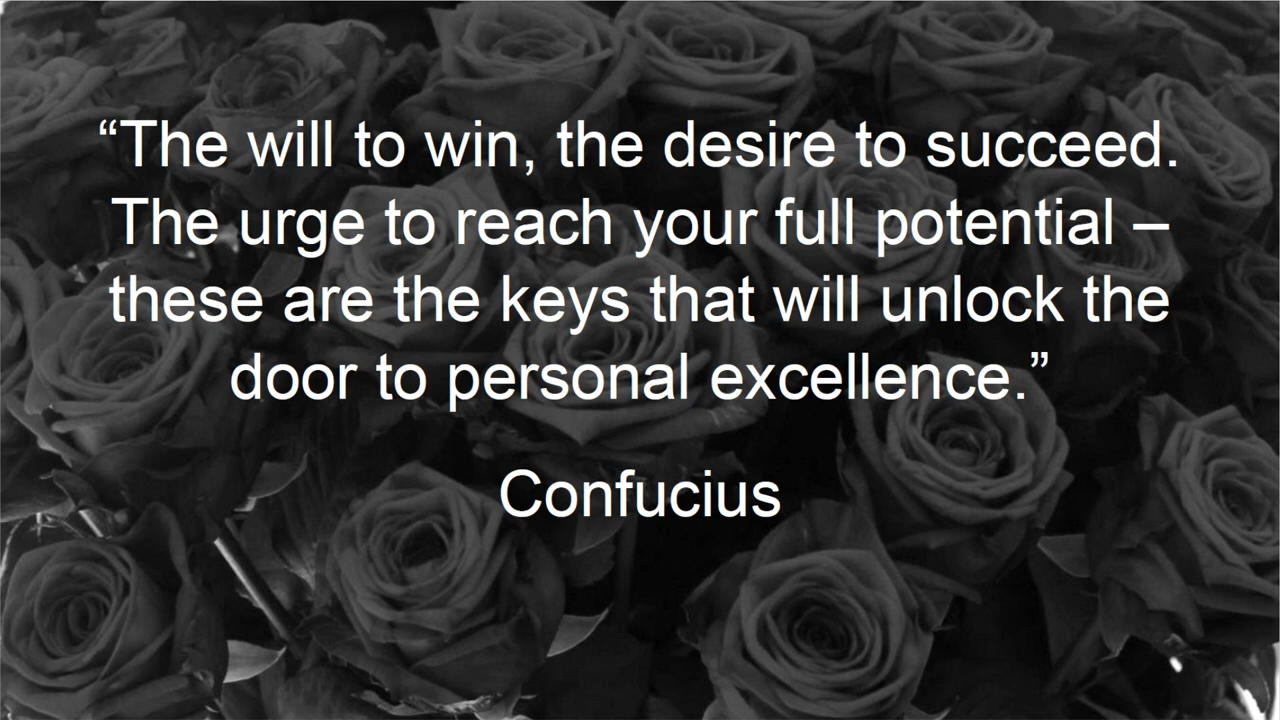 “The will to win, the desire to succeed.
The urge to reach your full potential –
these are the keys that will unlock the
door to personal excellence.”
Confucius